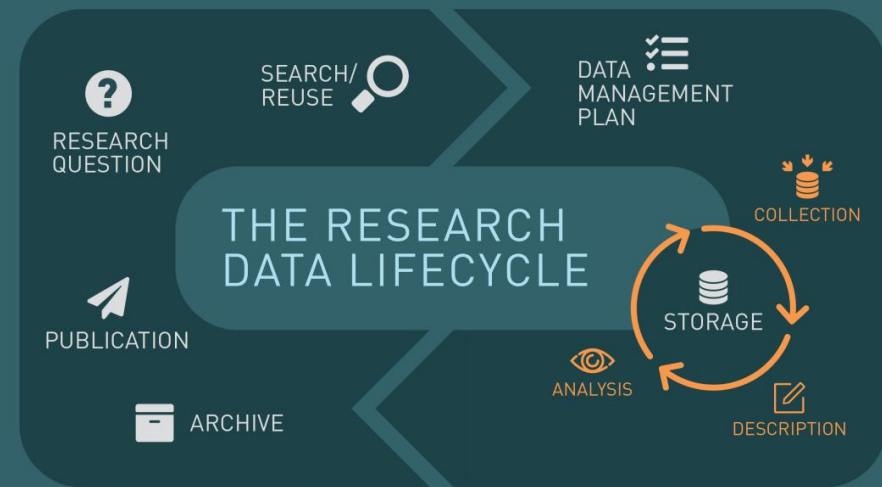 SEARCH/
REUSE
DATA
MANAGEMENT
PLAN
RESEARCH
QUESTION
COLLECTION
THE RESEARCH
DATA LIFECYCLE
STORAGE
PUBLICATION
ANALYSIS
DESCRIPTION
ARCHIVE